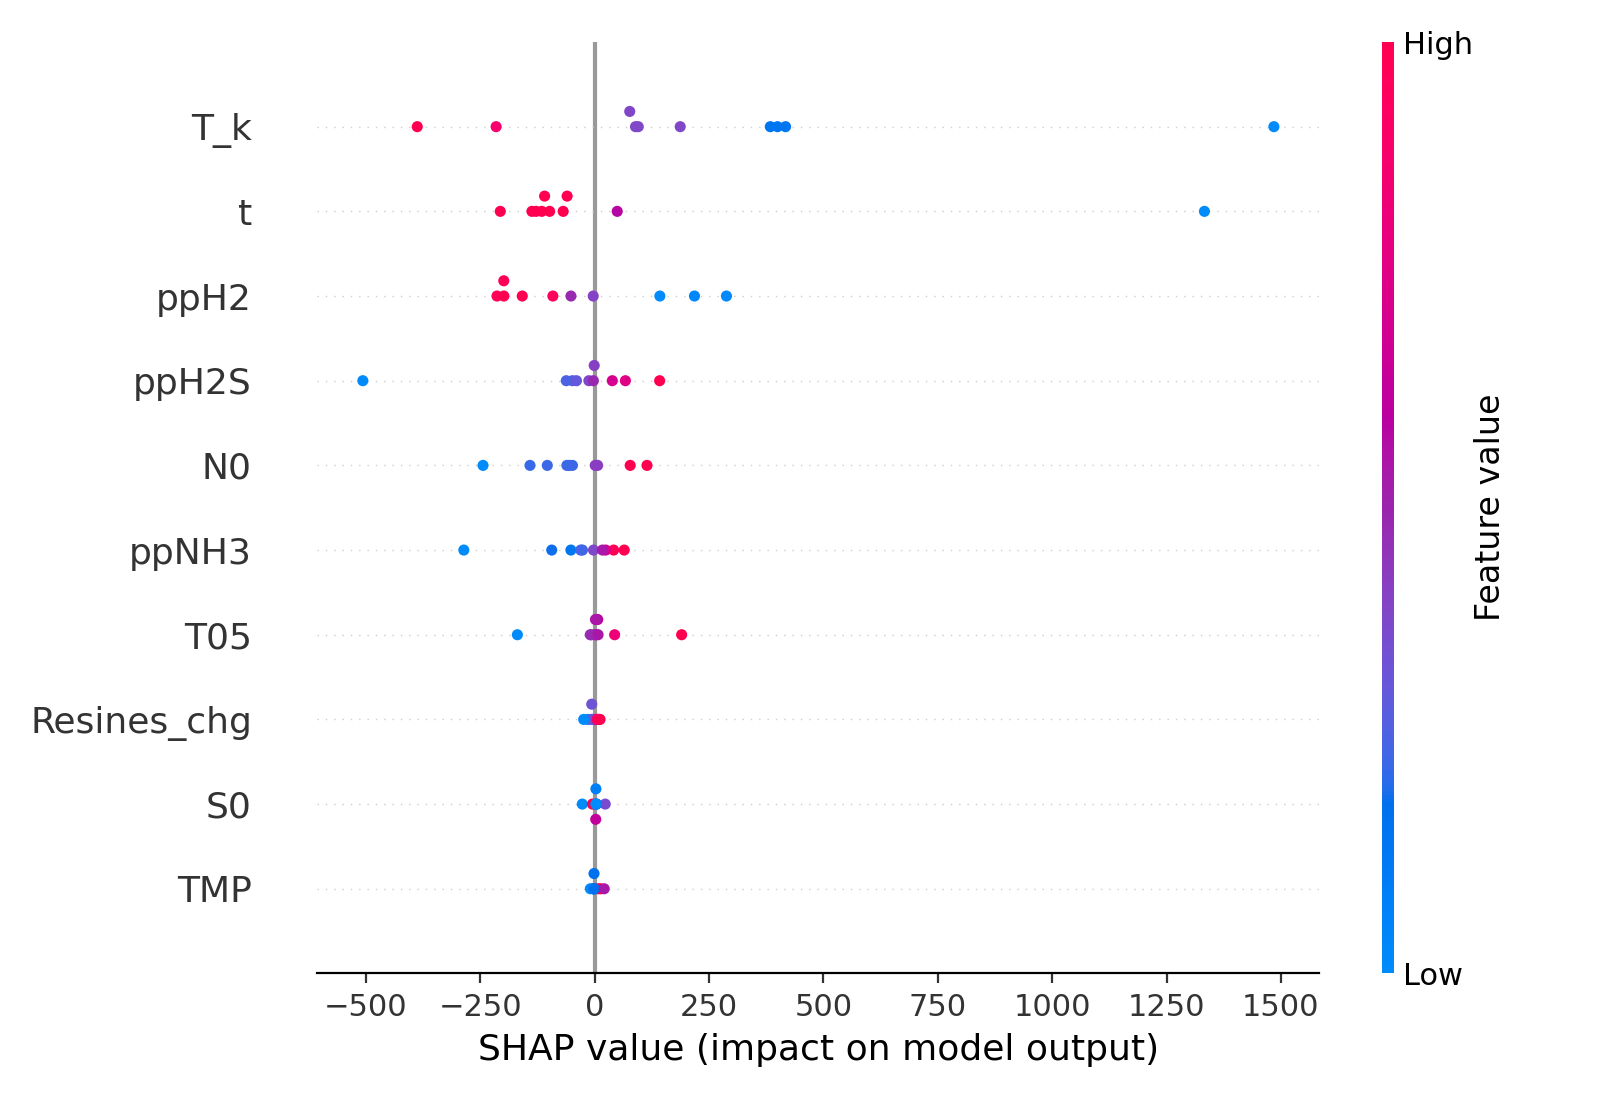 High
T_k
t
ppH2
ppH2S
N0
ppNH3
T05
Resines_chg
S0
TMP
Feature value
Low
−500 −250 0 250 500 750 1000 1250 1500
SHAP value (impact on model output)